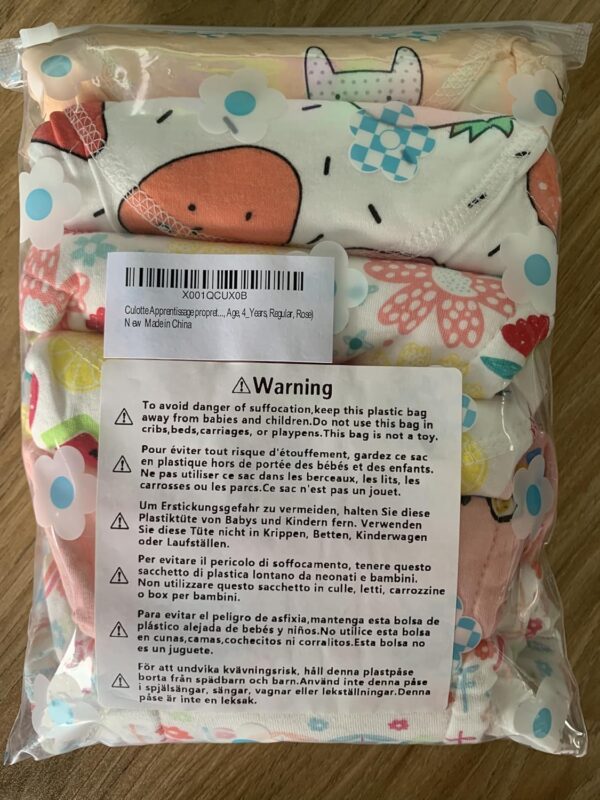 X001QCUX0B
Culotte Apprentissage propret..., Age, 4_Years, Regular, Rose)
New Made in China
⚠Warning
To avoid danger of suffocation,keep this plastic bag
away from babies and children.Do not use this bag in
cribs,beds,carriages, or playpens.This bag is not a toy.
Pour éviter tout risque d'étouffement, gardez ce sac
en plastique hors de portée des bébés et des enfants.
Ne pas utiliser ce sac dans les berceaux, les lits, les
carrosses ou les parcs.Ce sac n'est pas un jouet.
Um Erstickungsgefahr zu vermeiden, halten Sie diese
Plastiktüte von Babys und Kindern fern. Verwenden
Sie diese Tüte nicht in Krippen, Betten, Kinderwagen
oder Laufställen.
Per evitare il pericolo di soffocamento, tenere questo
sacchetto di plastica lontano da neonati e bambini.
Non utilizzare questo sacchetto in culle, letti, carrozzine
o box per bambini.
Para evitar el peligro de asfixia,mantenga esta bolsa de
plástico alejada de bebés y niños.No utilice esta bolsa
en cunas,camas,cochecitos ni corralitos.Esta bolsa no
es un juguete.
För att undvika kvävningsrisk, håll denna plastpåse
borta från spädbarn och barn.Använd inte denna påse
i spjälsängar, sängar, vagnar eller lekställningar.Denna
påse är inte en leksak.